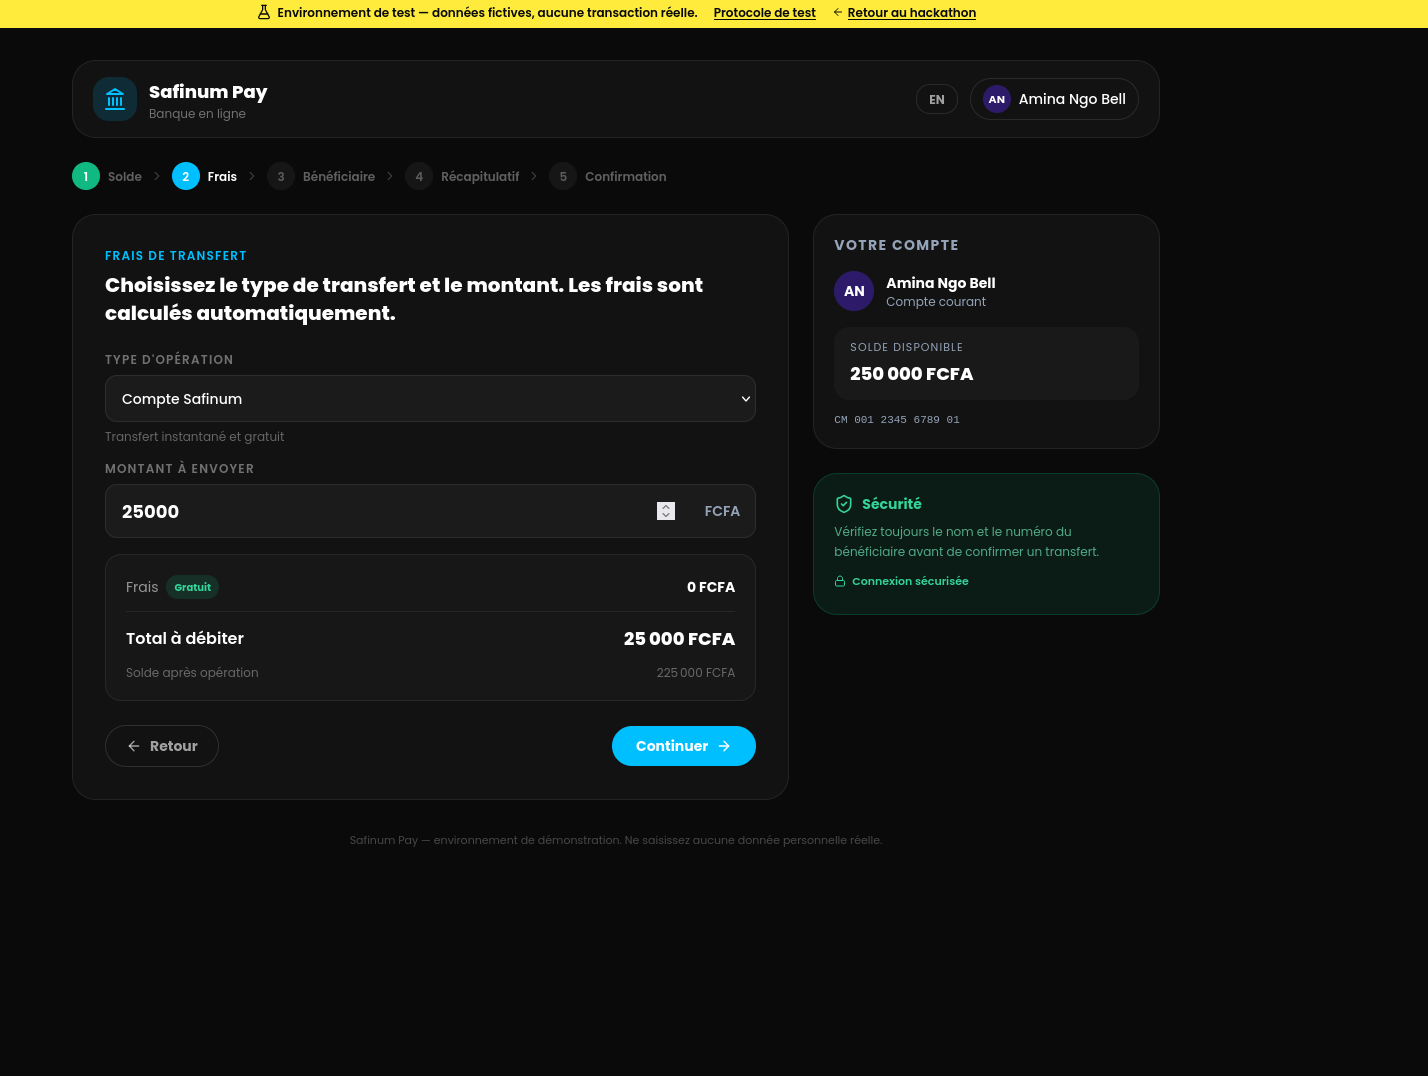 Environnement de test — données fictives, aucune transaction réelle. Protocole de test ← Retour au hackathon
Safinum Pay
Banque en ligne
EN
AN Amina Ngo Bell
1 Solde > 2 Frais > 3 Bénéficiaire > 4 Récapitulatif > 5 Confirmation
FRAIS DE TRANSFERT
Choisissez le type de transfert et le montant. Les frais sont
calculés automatiquement.
TYPE D'OPÉRATION
Compte Safinum
Transfert instantané et gratuit
MONTANT À ENVOYER
25000 FCFA
Frais Gratuit 0 FCFA
Total à débiter 25 000 FCFA
Solde après opération 225 000 FCFA
← Retour
Continuer →
VOTRE COMPTE
AN
Amina Ngo Bell
Compte courant
SOLDE DISPONIBLE
250 000 FCFA
CM 001 2345 6789 01
Sécurité
Vérifiez toujours le nom et le numéro du
bénéficiaire avant de confirmer un transfert.
Connexion sécurisée
Safinum Pay — environnement de démonstration. Ne saisissez aucune donnée personnelle réelle.